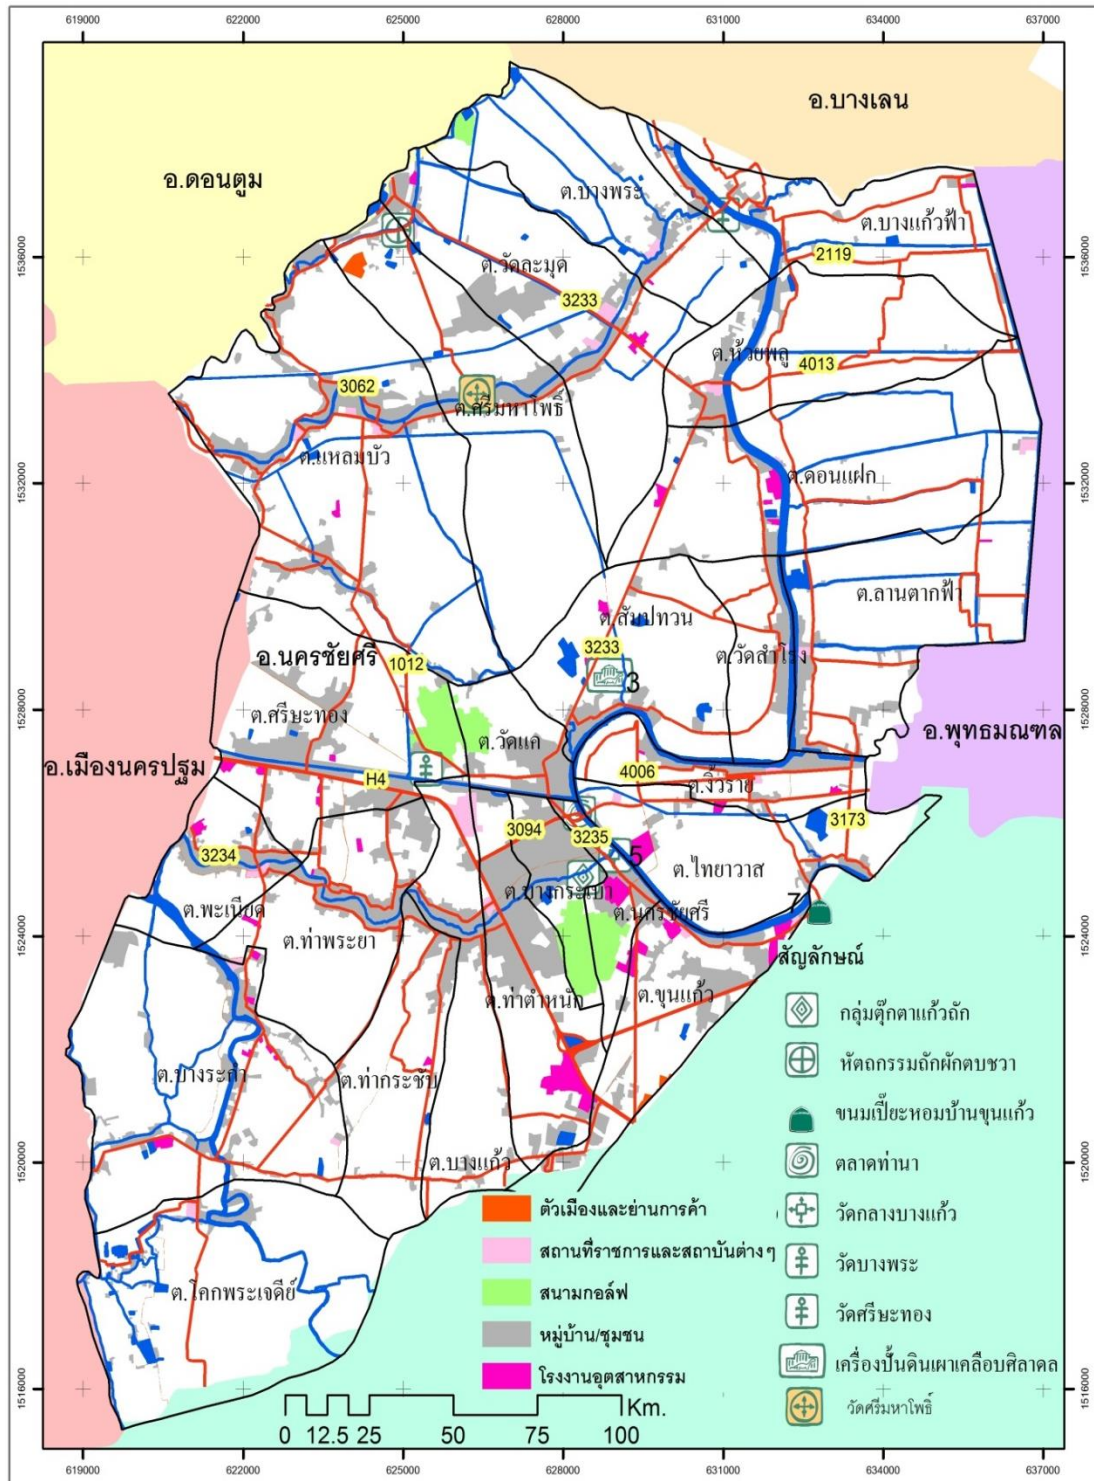 619000 622000 625000 628000 631000 634000 637000
อ.บางเลน
อ.ดอนตูม
ต.บางพระ
ต.บางแก้วฟ้า
1536000 1536000
2119
ต.วัดละมุด
3233
ต.ห้วยพลู
4013
3062
ต.ศรีมหาโพธิ์
ต.แหลมบัว
ต.ดอนแฝก
1532000 1532000
ต.ลานตากฟ้า
ต.สัมปทวน
3233
อ.นครชัยศรี
ต.วัดสำโรง
1012
3
ต.ศรีษะทอง
1528000 1528000
อ.พุทธมณฑล
ต.วัดแค
อ.เมืองนครปฐม
H4
4006
ต.งิ้วราย
3094
3235
3173
3234
5
ต.ไทยาวาส
ต.บางกระเบา
7
ต.พะเนียด
ต.นครชัยศรี
ต.ท่าพระยา
1524000 1524000
สัญลักษณ์
ต.ขุนแก้ว
ต.ท่าตำหนัก
กลุ่มตุ๊กตาแก้วถัก
หัตถกรรมถักผักตบชวา
ต.บางระกำ
ต.ท่ากระชับ
ขนมเปี๊ยะหอมบ้านขุนแก้ว
1520000 1520000
ต.บางแก้ว
ตลาดท่านา
ตัวเมืองและย่านการค้า
วัดกลางบางแก้ว
สถานที่ราชการและสถาบันต่างๆ
วัดบางพระ
สนามกอล์ฟ
ต.โคกพระเจดีย์
วัดศรีษะทอง
หมู่บ้าน/ชุมชน
เครื่องปั้นดินเผาเคลือบศิลาดล
โรงงานอุตสาหกรรม
1516000 1516000
วัดศรีมหาโพธิ์
Km.
0 12.5 25 50 75 100
619000 622000 625000 628000 631000 634000 637000